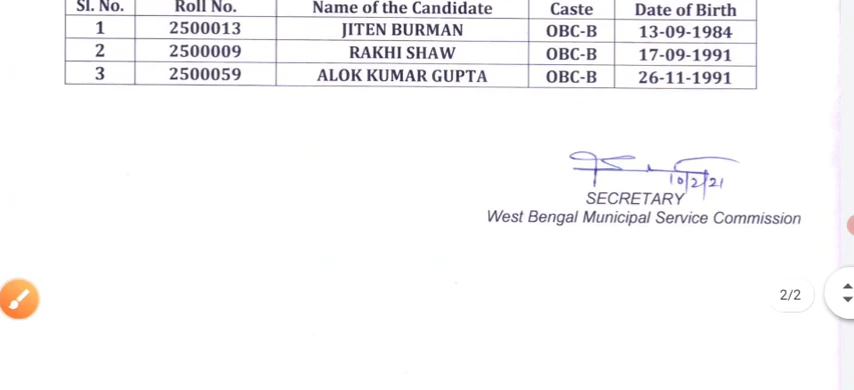 Sl. No. Roll No. Name of the Candidate Caste Date of Birth
1 2500013 JITEN BURMAN OBC-B 13-09-1984
2 2500009 RAKHI SHAW OBC-B 17-09-1991
3 2500059 ALOK KUMAR GUPTA OBC-B 26-11-1991
10/2/21
SECRETARY
West Bengal Municipal Service Commission
2/2